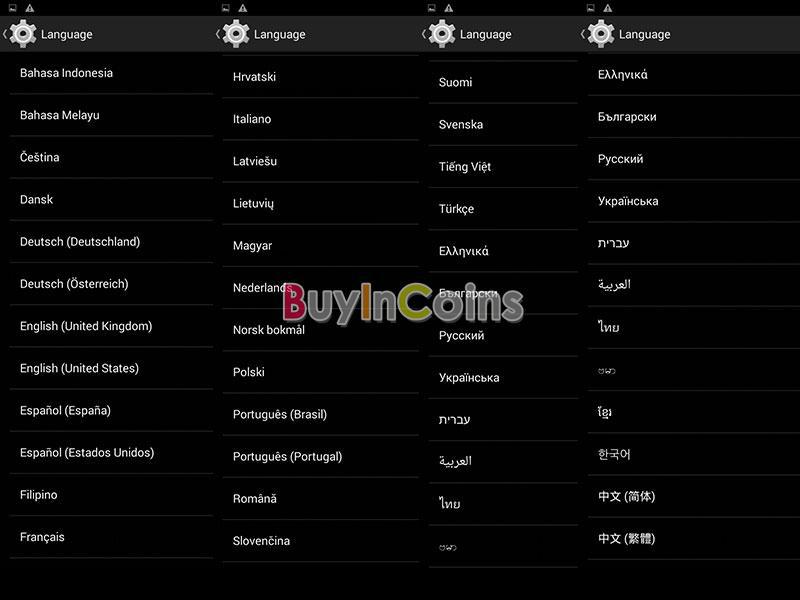 Language
Bahasa Indonesia
Bahasa Melayu
Čeština
Dansk
Deutsch (Deutschland)
Deutsch (Österreich)
English (United Kingdom)
English (United States)
Español (España)
Español (Estados Unidos)
Filipino
Français
Language
Hrvatski
Italiano
Latviešu
Lietuvių
Magyar
Nederlands
Norsk bokmål
Polski
Português (Brasil)
Português (Portugal)
Română
Slovenčina
Language
Suomi
Svenska
Tiếng Việt
Türkçe
Ελληνικά
Български
Русский
Українська
עברית
العربية
ไทย
ဗမာ
Language
Ελληνικά
Български
Русский
Українська
עברית
العربية
ไทย
ဗမာ
ខ្មែរ
한국어
中文 (简体)
中文 (繁體)
BuyInCoins